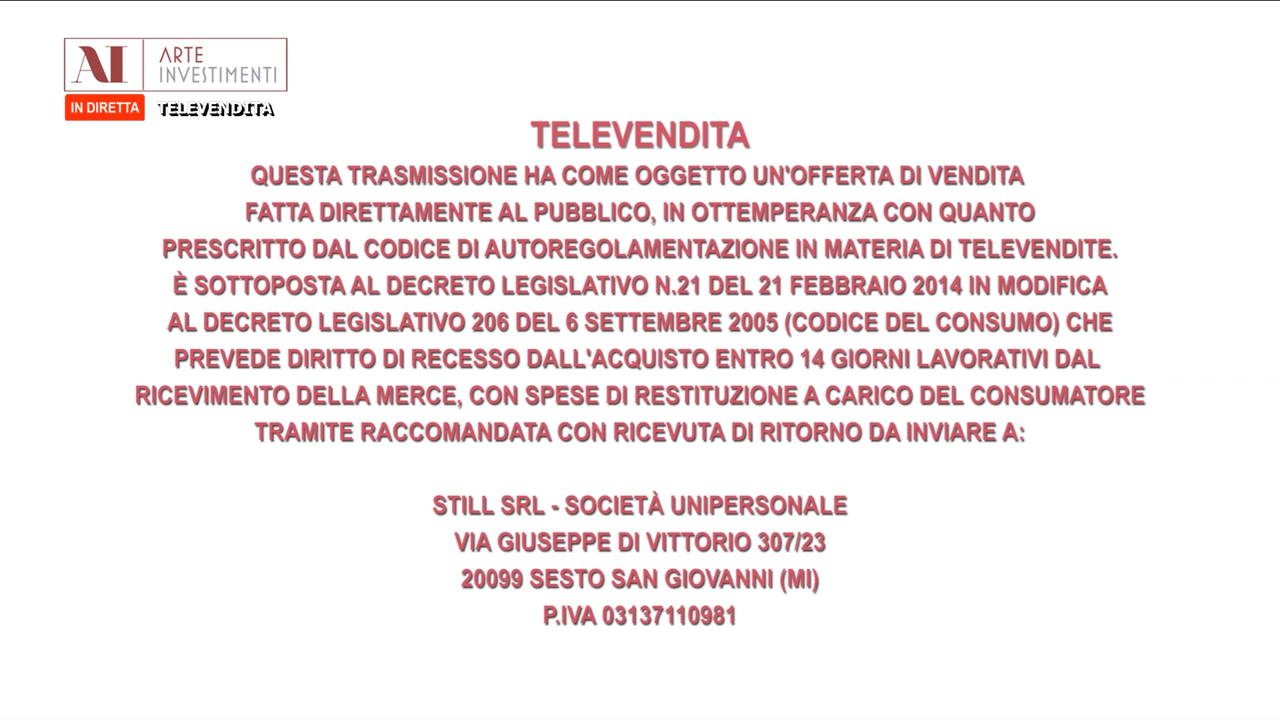 AI ARTE
INVESTIMENTI
IN DIRETTA TELEVENDITA
TELEVENDITA
QUESTA TRASMISSIONE HA COME OGGETTO UN'OFFERTA DI VENDITA
FATTA DIRETTAMENTE AL PUBBLICO, IN OTTEMPERANZA CON QUANTO
PRESCRITTO DAL CODICE DI AUTOREGOLAMENTAZIONE IN MATERIA DI TELEVENDITE.
È SOTTOPOSTA AL DECRETO LEGISLATIVO N.21 DEL 21 FEBBRAIO 2014 IN MODIFICA
AL DECRETO LEGISLATIVO 206 DEL 6 SETTEMBRE 2005 (CODICE DEL CONSUMO) CHE
PREVEDE DIRITTO DI RECESSO DALL'ACQUISTO ENTRO 14 GIORNI LAVORATIVI DAL
RICEVIMENTO DELLA MERCE, CON SPESE DI RESTITUZIONE A CARICO DEL CONSUMATORE
TRAMITE RACCOMANDATA CON RICEVUTA DI RITORNO DA INVIARE A:
STILL SRL - SOCIETÀ UNIPERSONALE
VIA GIUSEPPE DI VITTORIO 307/23
20099 SESTO SAN GIOVANNI (MI)
P.IVA 03137110981